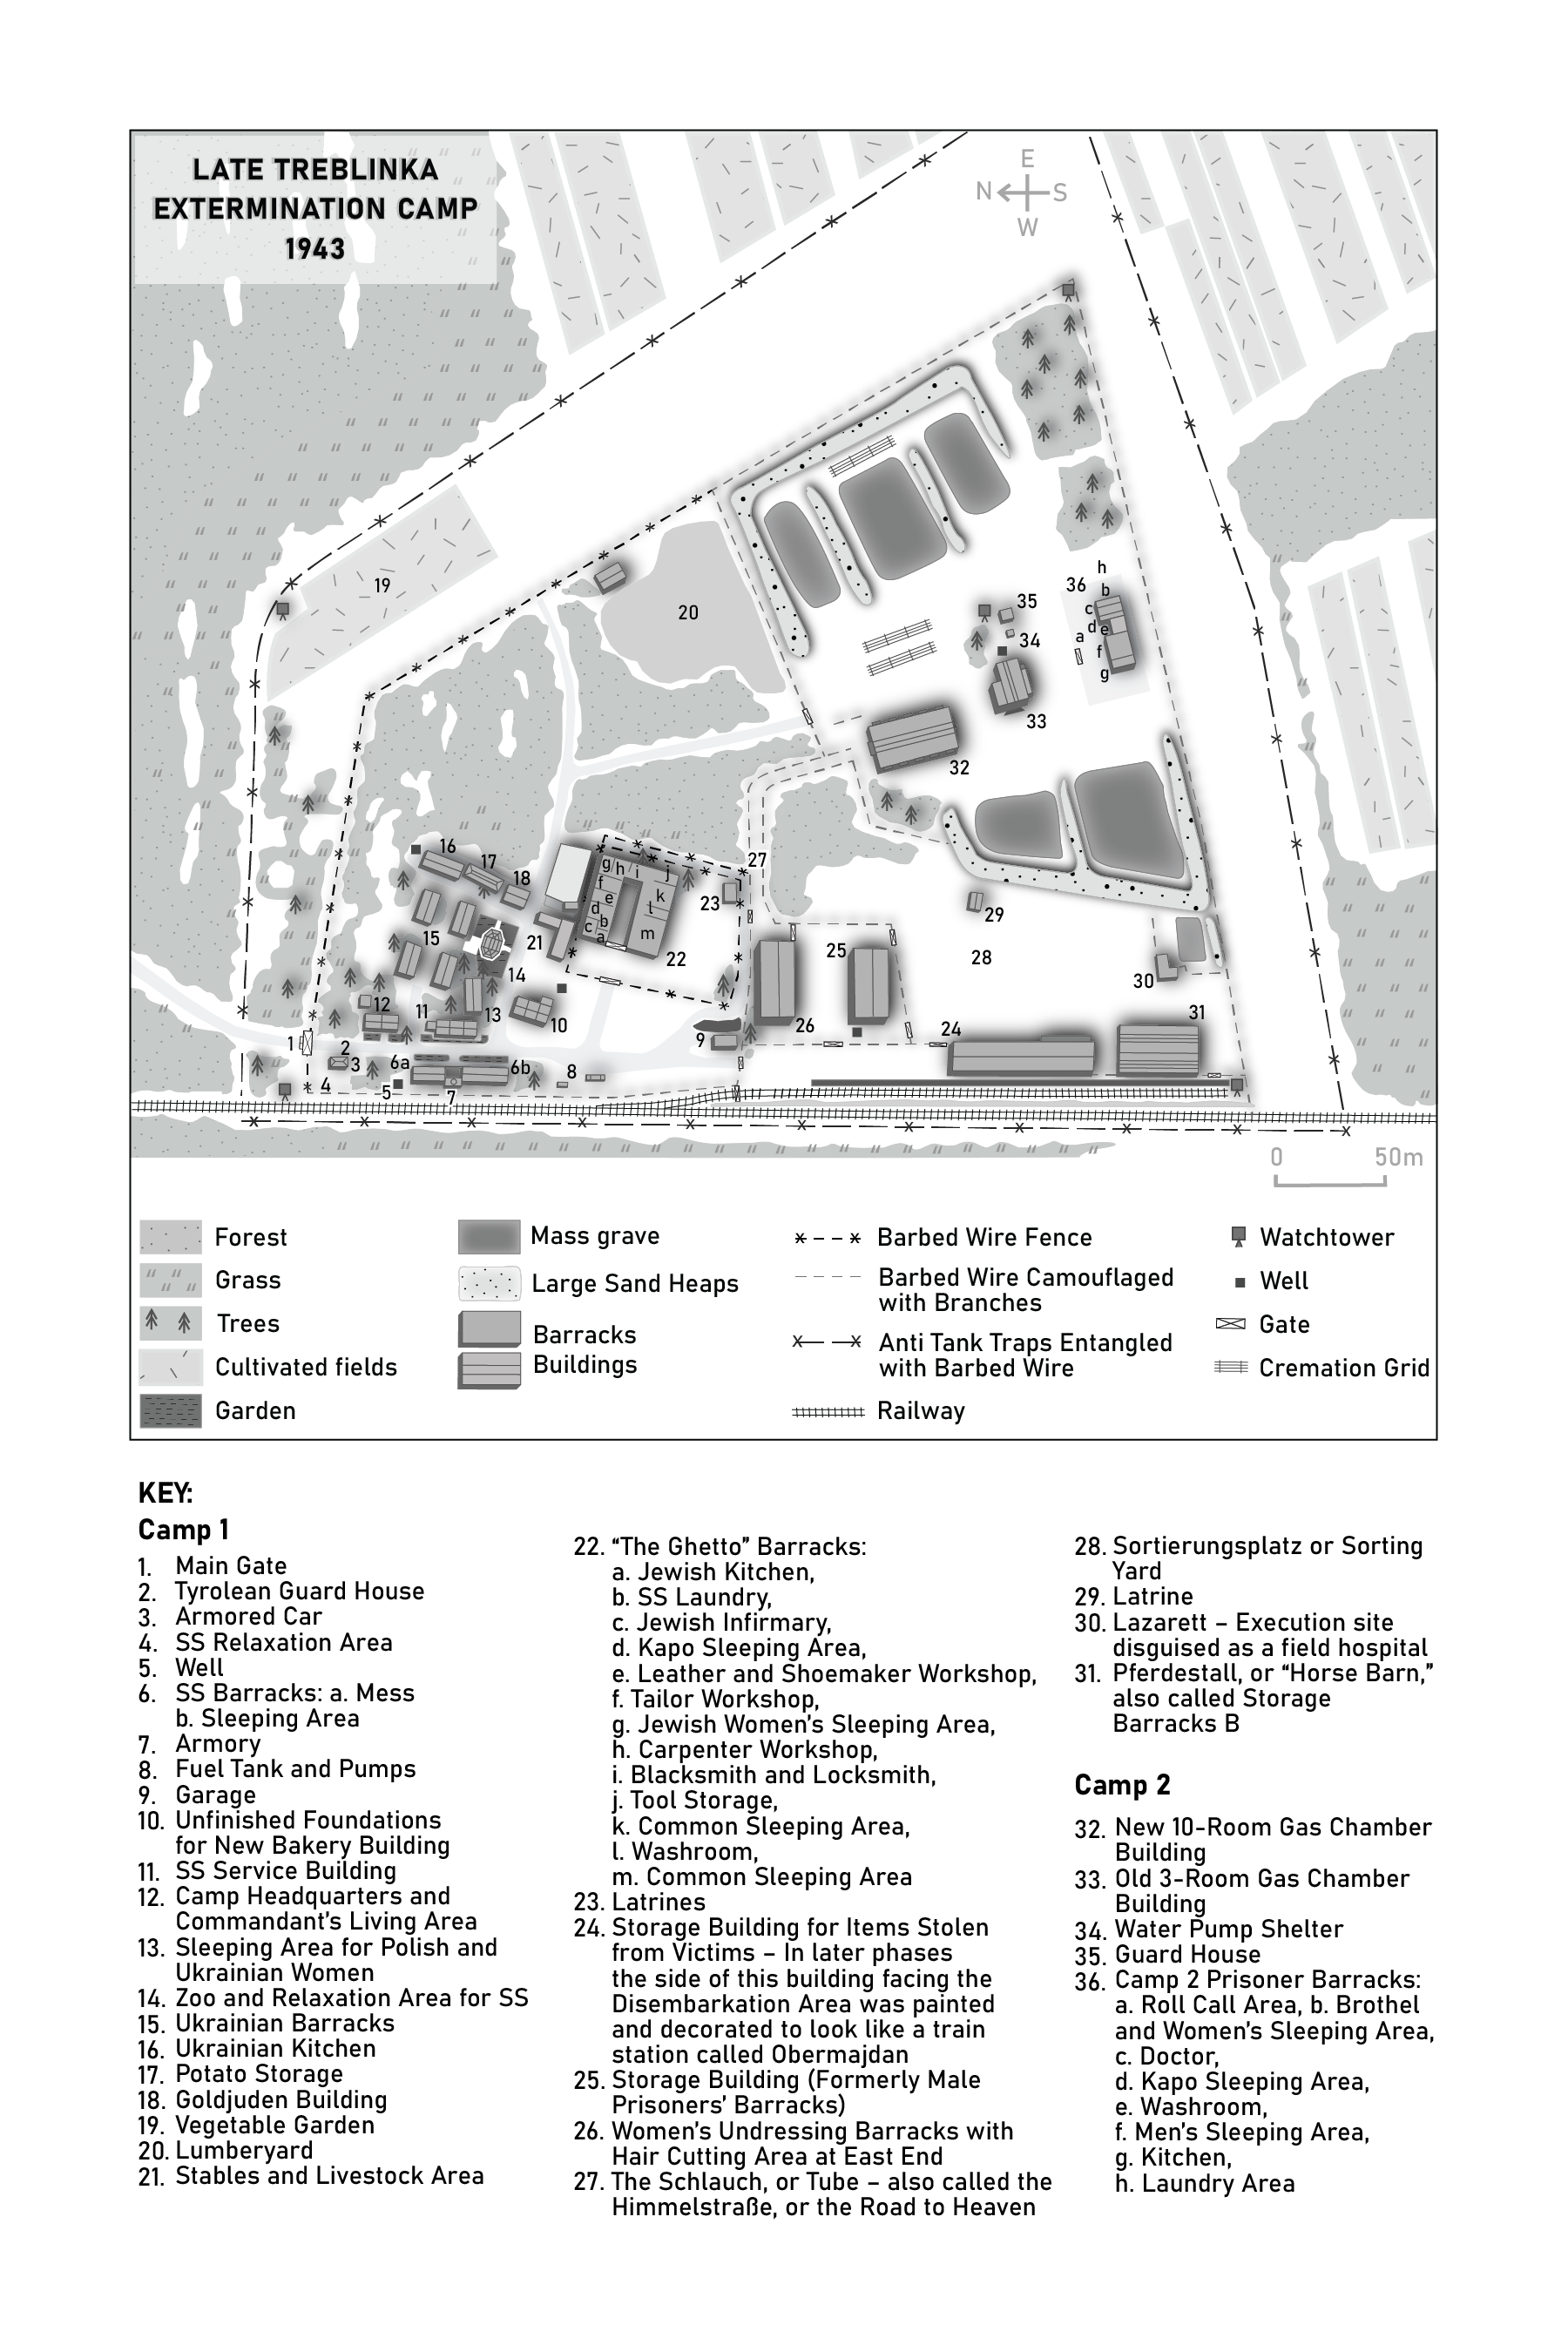 LATE TREBLINKA
EXTERMINATION CAMP
1943
E
N S
W
19
20
h
36
b
c
d e
a
f
g
35
34
33
32
16
17
18
15
21
14
12
11
13
10
1
2
3
4
5
6a
6b
7
8
9
g h i j
f
e k
d l
b
c
a m
22
23
27
25
26
24
28
29
30
31
0 50m
Forest
Grass
Trees
Cultivated fields
Garden
Mass grave
Large Sand Heaps
Barracks
Buildings
Barbed Wire Fence
Barbed Wire Camouflaged
with Branches
Anti Tank Traps Entangled
with Barbed Wire
Railway
Watchtower
Well
Gate
Cremation Grid
KEY:
Camp 1
1. Main Gate
2. Tyrolean Guard House
3. Armored Car
4. SS Relaxation Area
5. Well
6. SS Barracks: a. Mess
b. Sleeping Area
7. Armory
8. Fuel Tank and Pumps
9. Garage
10. Unfinished Foundations
for New Bakery Building
11. SS Service Building
12. Camp Headquarters and
Commandant's Living Area
13. Sleeping Area for Polish and
Ukrainian Women
14. Zoo and Relaxation Area for SS
15. Ukrainian Barracks
16. Ukrainian Kitchen
17. Potato Storage
18. Goldjuden Building
19. Vegetable Garden
20. Lumberyard
21. Stables and Livestock Area
22. “The Ghetto” Barracks:
a. Jewish Kitchen,
b. SS Laundry,
c. Jewish Infirmary,
d. Kapo Sleeping Area,
e. Leather and Shoemaker Workshop,
f. Tailor Workshop,
g. Jewish Women's Sleeping Area,
h. Carpenter Workshop,
i. Blacksmith and Locksmith,
j. Tool Storage,
k. Common Sleeping Area,
l. Washroom,
m. Common Sleeping Area
23. Latrines
24. Storage Building for Items Stolen
from Victims – In later phases
the side of this building facing the
Disembarkation Area was painted
and decorated to look like a train
station called Obermajdan
25. Storage Building (Formerly Male
Prisoners' Barracks)
26. Women's Undressing Barracks with
Hair Cutting Area at East End
27. The Schlauch, or Tube – also called the
Himmelstraße, or the Road to Heaven
28. Sortierungsplatz or Sorting
Yard
29. Latrine
30. Lazarett – Execution site
disguised as a field hospital
31. Pferdestall, or “Horse Barn,”
also called Storage
Barracks B
Camp 2
32. New 10-Room Gas Chamber
Building
33. Old 3-Room Gas Chamber
Building
34. Water Pump Shelter
35. Guard House
36. Camp 2 Prisoner Barracks:
a. Roll Call Area, b. Brothel
and Women's Sleeping Area,
c. Doctor,
d. Kapo Sleeping Area,
e. Washroom,
f. Men's Sleeping Area,
g. Kitchen,
h. Laundry Area